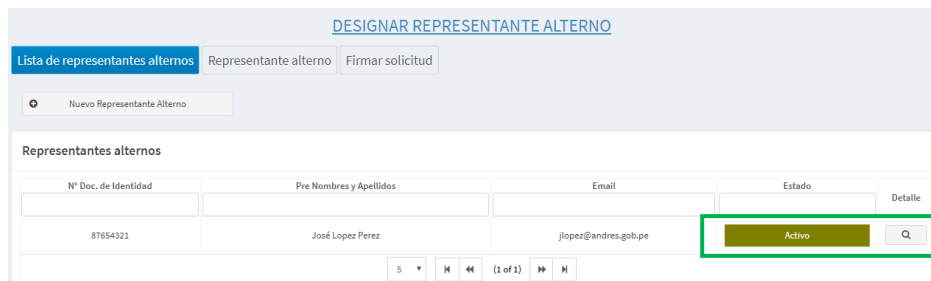 DESIGNAR REPRESENTANTE ALTERNO
Lista de representantes alternos Representante alterno Firmar solicitud
Nuevo Representante Alterno
Representantes alternos
N° Doc. de Identidad Pre Nombres y Apellidos Email Estado Detalle
87654321 José Lopez Perez jlopez@andres.gob.pe Activo
5 (1 of 1)